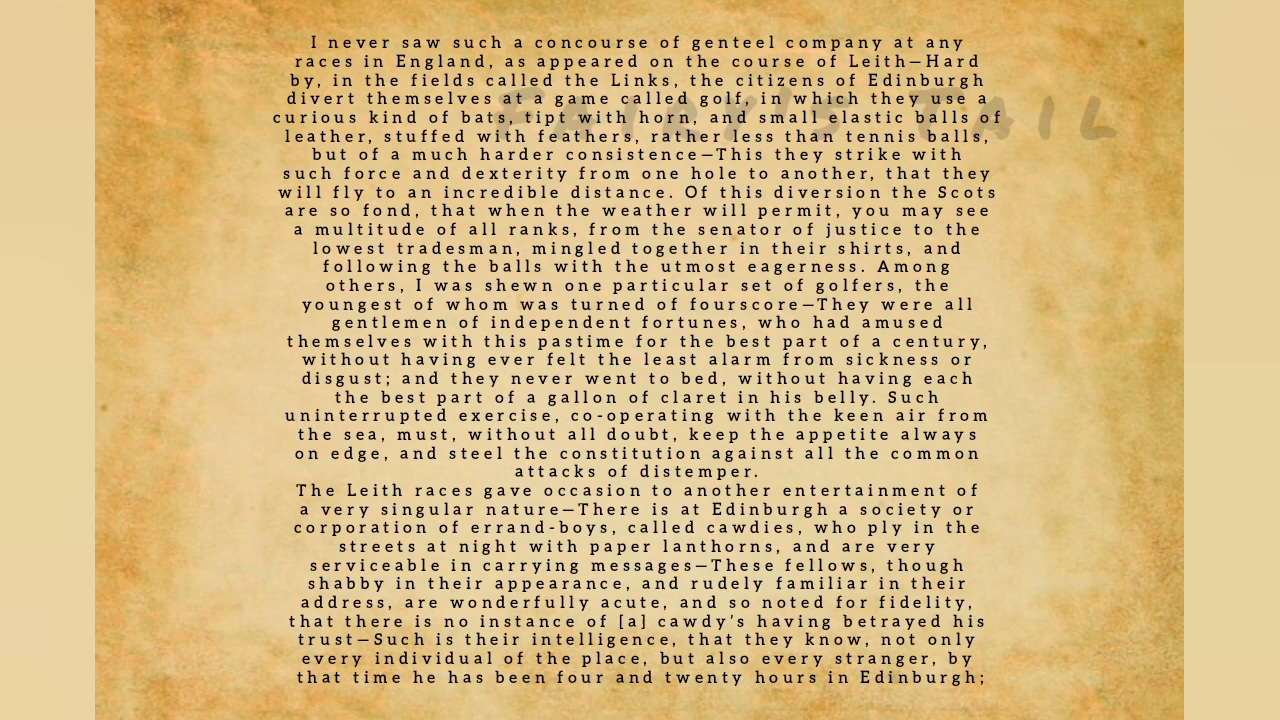 I never saw such a concourse of genteel company at any
races in England, as appeared on the course of Leith—Hard
by, in the fields called the Links, the citizens of Edinburgh
divert themselves at a game called golf, in which they use a
curious kind of bats, tipt with horn, and small elastic balls of
leather, stuffed with feathers, rather less than tennis balls,
but of a much harder consistence—This they strike with
such force and dexterity from one hole to another, that they
will fly to an incredible distance. Of this diversion the Scots
are so fond, that when the weather will permit, you may see
a multitude of all ranks, from the senator of justice to the
lowest tradesman, mingled together in their shirts, and
following the balls with the utmost eagerness. Among
others, I was shewn one particular set of golfers, the
youngest of whom was turned of fourscore—They were all
gentlemen of independent fortunes, who had amused
themselves with this pastime for the best part of a century,
without having ever felt the least alarm from sickness or
disgust; and they never went to bed, without having each
the best part of a gallon of claret in his belly. Such
uninterrupted exercise, co-operating with the keen air from
the sea, must, without all doubt, keep the appetite always
on edge, and steel the constitution against all the common
attacks of distemper.
The Leith races gave occasion to another entertainment of
a very singular nature—There is at Edinburgh a society or
corporation of errand-boys, called cawdies, who ply in the
streets at night with paper lanthorns, and are very
serviceable in carrying messages—These fellows, though
shabby in their appearance, and rudely familiar in their
address, are wonderfully acute, and so noted for fidelity,
that there is no instance of [a] cawdy's having betrayed his
trust—Such is their intelligence, that they know, not only
every individual of the place, but also every stranger, by
that time he has been four and twenty hours in Edinburgh;
TAIL